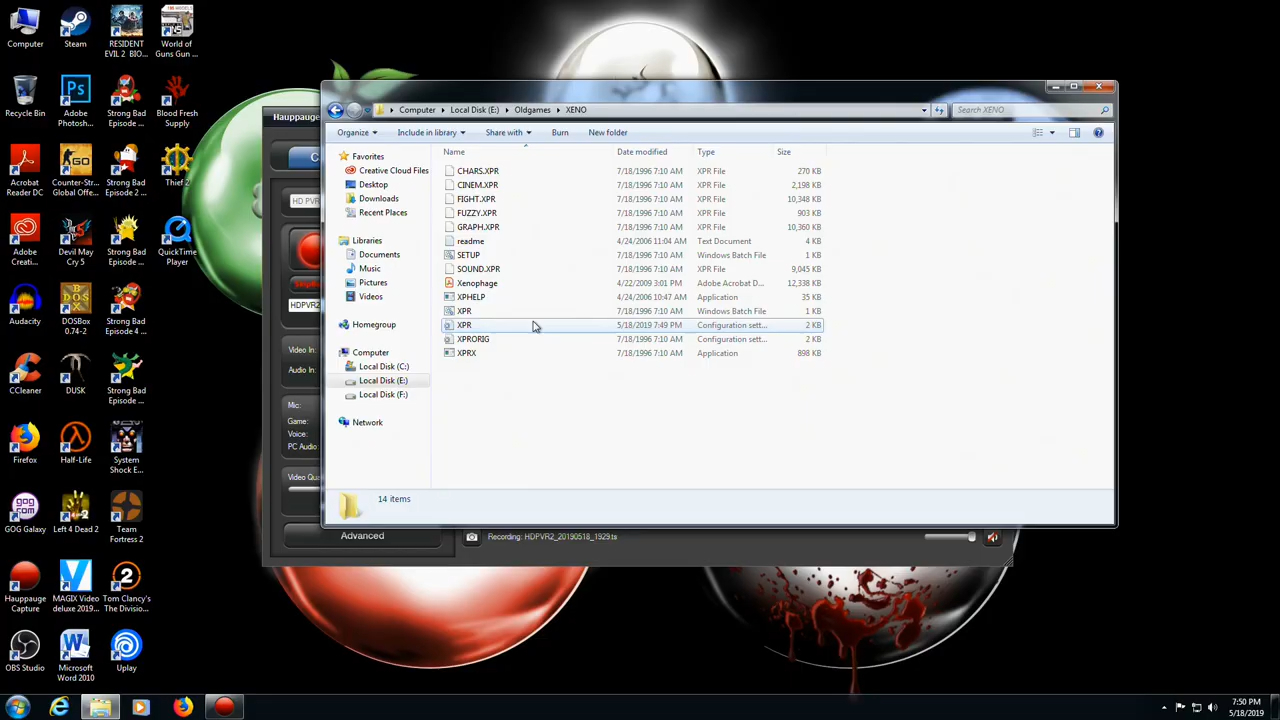 Computer
Steam
RESIDENT
EVIL 2 BIO...
World of
Guns Gun ...
Recycle Bin
Adobe
Photosh...
Strong Bad
Episode ...
Blood Fresh
Supply
Acrobat
Reader DC
Counter-Str...
Global Offe...
Strong Bad
Episode 2 ...
Thief 2
Adobe
Creati...
Devil May
Cry 5
Strong Bad
Episode ...
QuickTime
Player
Audacity
DOSBox
0.74-2
Strong Bad
Episode 4 ...
CCleaner
DUSK
Strong Bad
Episode ...
Firefox
Half-Life
System
Shock E...
GOG Galaxy
Left 4 Dead 2
Team
Fortress 2
Hauppauge
Capture
MAGIX Video
deluxe 2019...
Tom Clancy's
The Divisio...
OBS Studio
Microsoft
Word 2010
Uplay
Hauppauge
HD PVR
HDPVR2
Video In:
Audio In:
Mic:
Game:
Voice:
PC Audio
Video Qu
Advanced
Recording: HDPVR2_20190518_1929.ts
Computer Local Disk (E:) Oldgames XENO
Search XENO
Organize Include in library Share with Burn New folder
Favorites
Creative Cloud Files
Desktop
Downloads
Recent Places
Libraries
Documents
Music
Pictures
Videos
Homegroup
Computer
Local Disk (C:)
Local Disk (E:)
Local Disk (F:)
Network
Name Date modified Type Size
CHARS.XPR 7/18/1996 7:10 AM XPR File 270 KB
CINEM.XPR 7/18/1996 7:10 AM XPR File 2,198 KB
FIGHT.XPR 7/18/1996 7:10 AM XPR File 10,348 KB
FUZZY.XPR 7/18/1996 7:10 AM XPR File 903 KB
GRAPH.XPR 7/18/1996 7:10 AM XPR File 10,360 KB
readme 4/24/2006 11:04 AM Text Document 4 KB
SETUP 7/18/1996 7:10 AM Windows Batch File 1 KB
SOUND.XPR 7/18/1996 7:10 AM XPR File 9,045 KB
Xenophage 4/22/2009 3:01 PM Adobe Acrobat D... 12,338 KB
XPHELP 4/24/2006 10:47 AM Application 35 KB
XPR 7/18/1996 7:10 AM Windows Batch File 1 KB
XPR 5/18/2019 7:49 PM Configuration sett... 2 KB
XPRORIG 7/18/1996 7:10 AM Configuration sett... 2 KB
XPRX 7/18/1996 7:10 AM Application 898 KB
14 items
7:50 PM
5/18/2019